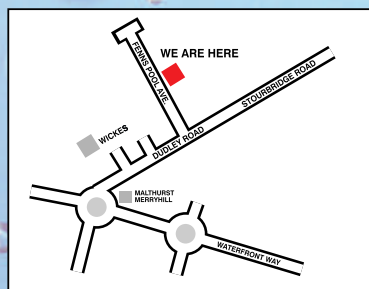 WE ARE HERE
FENNS POOL AVE
STOURBRIDGE ROAD
WICKES
DUDLEY ROAD
MALTHURST
MERRYHILL
WATERFRONT WAY